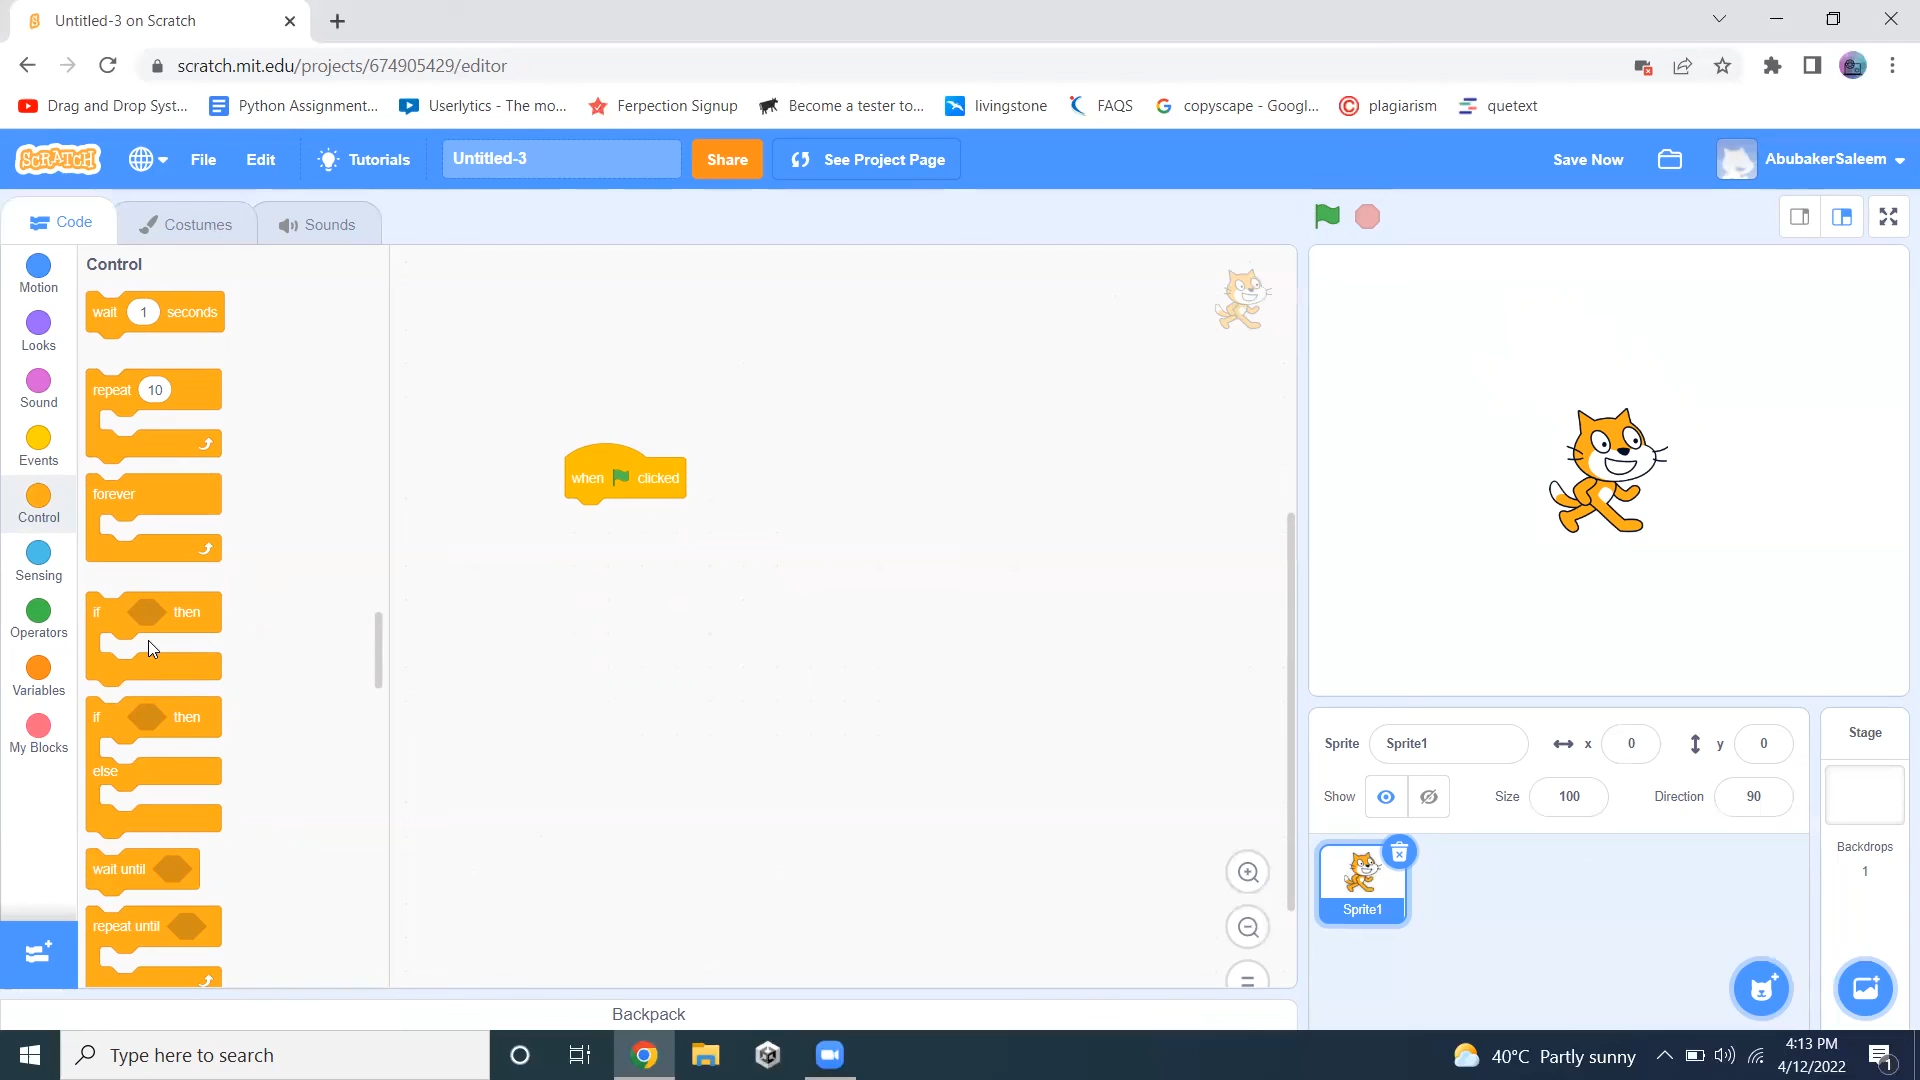 Untitled-3 on Scratch
scratch.mit.edu/projects/674905429/editor
Drag and Drop Syst...
Python Assignment...
Userlytics - The mo...
Ferpection Signup
Become a tester to...
livingstone
FAQS
copyscape - Googl...
plagiarism
quetext
SCRATCH
File
Edit
Tutorials
Untitled-3
Share
See Project Page
Save Now
AbubakerSaleem
Code
Costumes
Sounds
Motion
Looks
Sound
Events
Control
Sensing
Operators
Variables
My Blocks
Control
wait 1 seconds
repeat 10
forever
if then
if then
else
wait until
repeat until
when clicked
Sprite Sprite1 x 0 y 0
Show Size 100 Direction 90
Sprite1
Stage
Backdrops
1
Backpack
Type here to search
40°C Partly sunny
4:13 PM
4/12/2022
1